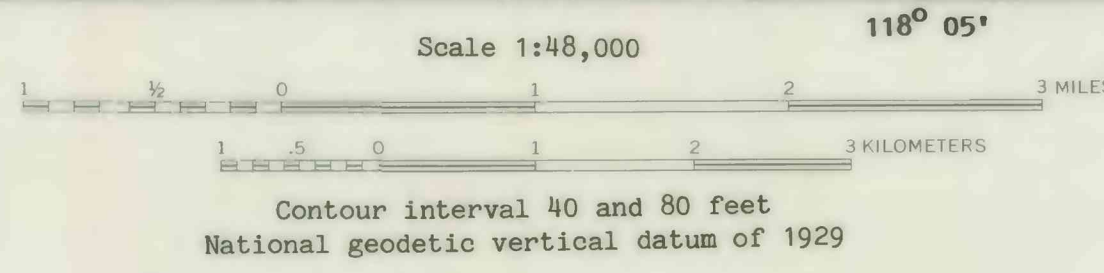 118° 05'
Scale 1:48,000
1 ½ 0 1 2 3 MILES
1 .5 0 1 2 3 KILOMETERS
Contour interval 40 and 80 feet
National geodetic vertical datum of 1929